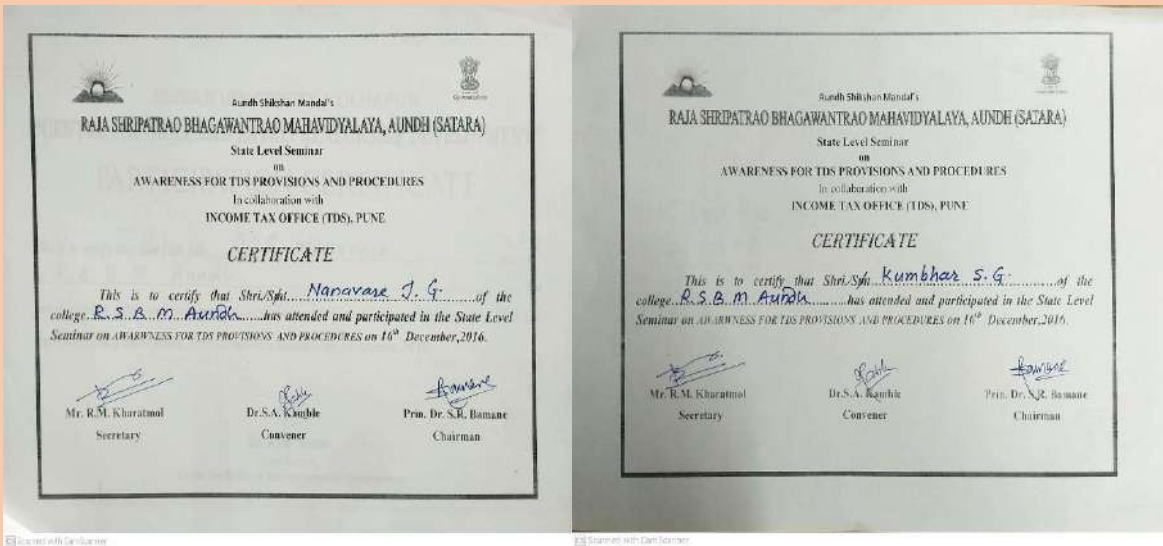 Aundh Shikshan Mandal's
RAJA SHRIPATRAO BHAGAWANTRAO MAHAVIDYALAYA, AUNDH (SATARA)
State Level Seminar
on
AWARENESS FOR TDS PROVISIONS AND PROCEDURES
In collaboration with
INCOME TAX OFFICE (TDS), PUNE
CERTIFICATE
This is to certify that Shri./Smt....Nanavare J. G.......of the
college..R. S. B. M. Aundh......has attended and participated in the State Level
Seminar on AWARWNESS FOR TDS PROVISIONS AND PROCEDURES on 16th December,2016.
Mr. R.M. Kharatmol Dr.S.A. Kamble Prin. Dr. S.R. Bamane
Secretary Convener Chairman
Scanned with CamScanner
Aundh Shikshan Mandal's
RAJA SHRIPATRAO BHAGAWANTRAO MAHAVIDYALAYA, AUNDH (SATARA)
State Level Seminar
on
AWARENESS FOR TDS PROVISIONS AND PROCEDURES
In collaboration with
INCOME TAX OFFICE (TDS), PUNE
CERTIFICATE
This is to certify that Shri./Smt. Kumbhar S. G.............of the
college..R. S. B. M Aundh.........has attended and participated in the State Level
Seminar on AWARWNESS FOR TDS PROVISIONS AND PROCEDURES on 16th December,2016.
Mr. R.M. Kharatmol Dr.S.A. Kamble Prin. Dr. S.R. Bamane
Secretary Convener Chairman
Scanned with CamScanner